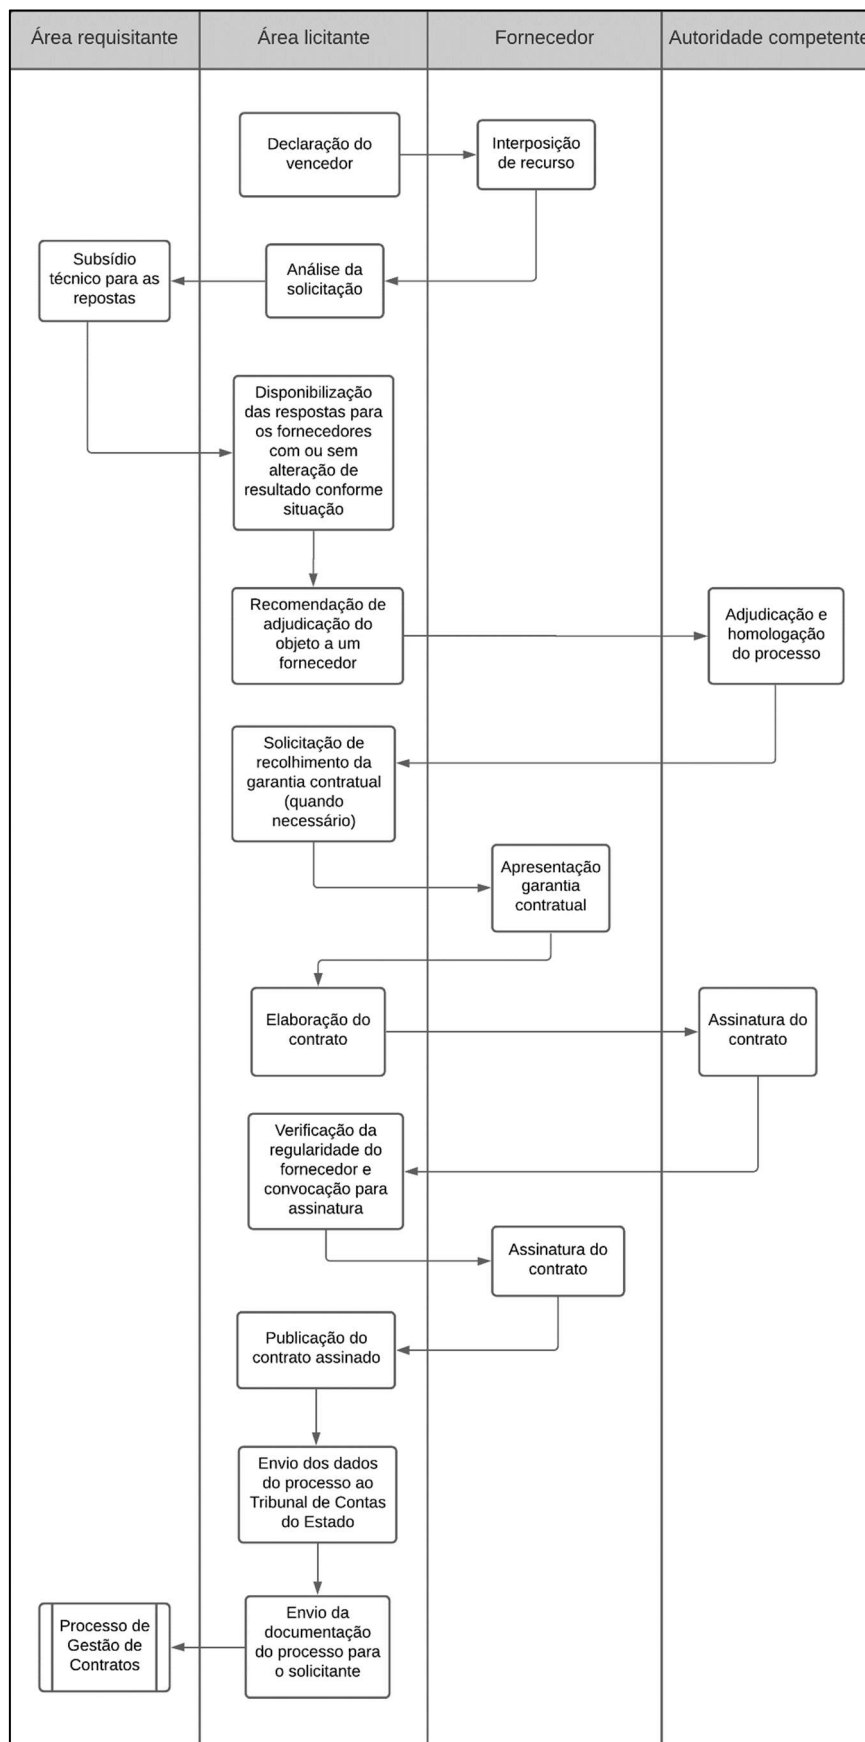 Área requisitante
Área licitante
Fornecedor
Autoridade competente
Declaração do
vencedor
Interposição
de recurso
Subsídio
técnico para as
repostas
Análise da
solicitação
Disponibilização
das respostas para
os fornecedores
com ou sem
alteração de
resultado conforme
situação
Recomendação de
adjudicação do
objeto a um
fornecedor
Adjudicação e
homologação
do processo
Solicitação de
recolhimento da
garantia contratual
(quando
necessário)
Apresentação
garantia
contratual
Elaboração do
contrato
Assinatura do
contrato
Verificação da
regularidade do
fornecedor e
convocação para
assinatura
Assinatura do
contrato
Publicação do
contrato assinado
Envio dos dados
do processo ao
Tribunal de Contas
do Estado
Envio da
documentação
do processo para
o solicitante
Processo de
Gestão de
Contratos